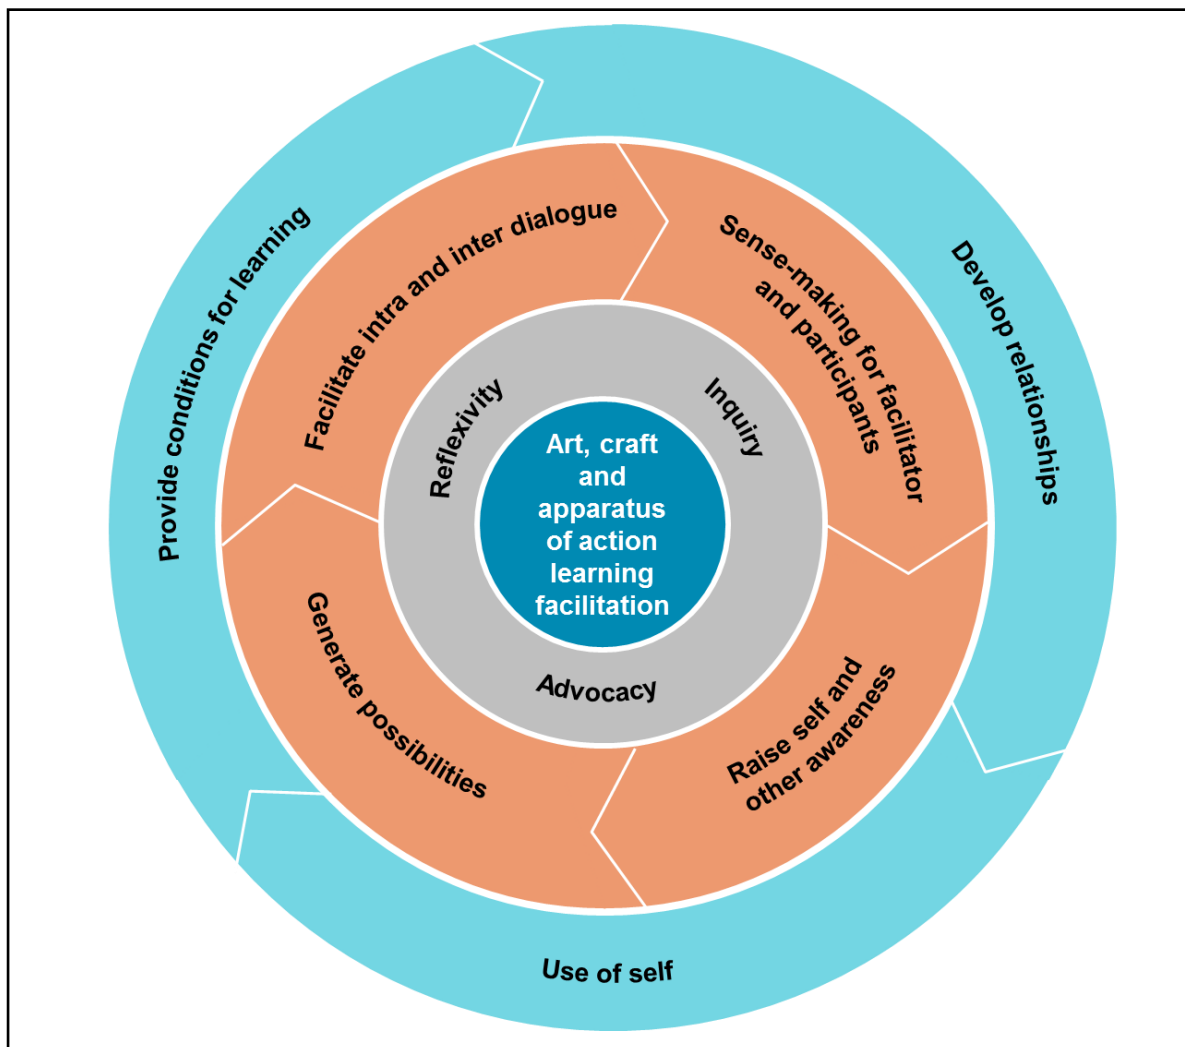 Provide conditions for learning
Develop relationships
Use of self
Facilitate intra and inter dialogue
Sense-making for facilitator
and participants
Raise self and
other awareness
Generate possibilities
Reflexivity
Inquiry
Advocacy
Art, craft
and
apparatus
of action
learning
facilitation